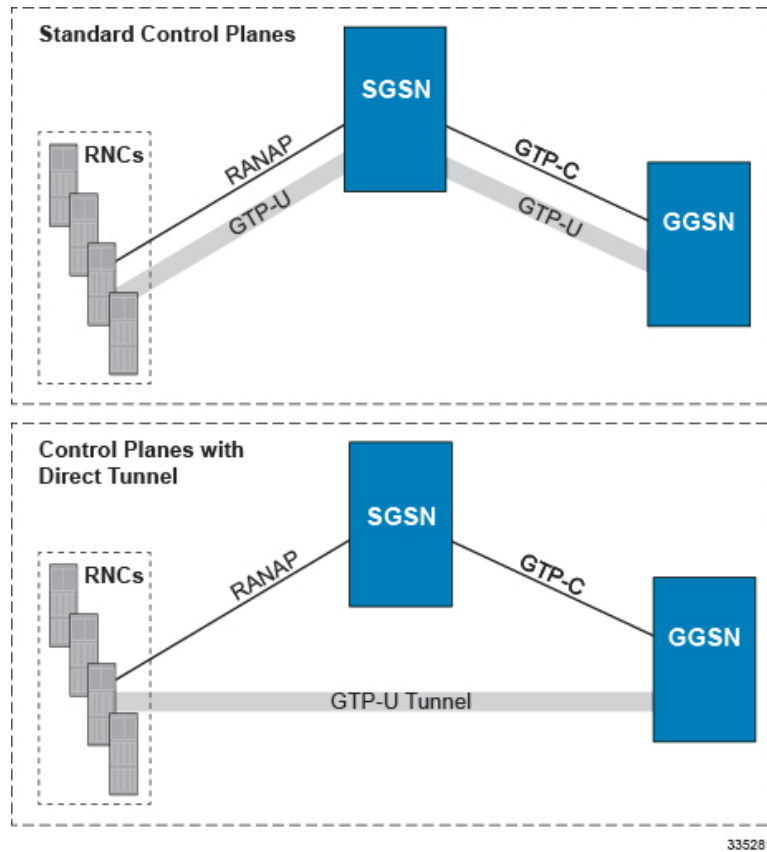 Standard Control Planes
SGSN
RNCs
RANAP
GTP-C
GTP-U
GTP-U
GGSN
Control Planes with
Direct Tunnel
SGSN
RNCs
RANAP
GTP-C
GGSN
GTP-U Tunnel